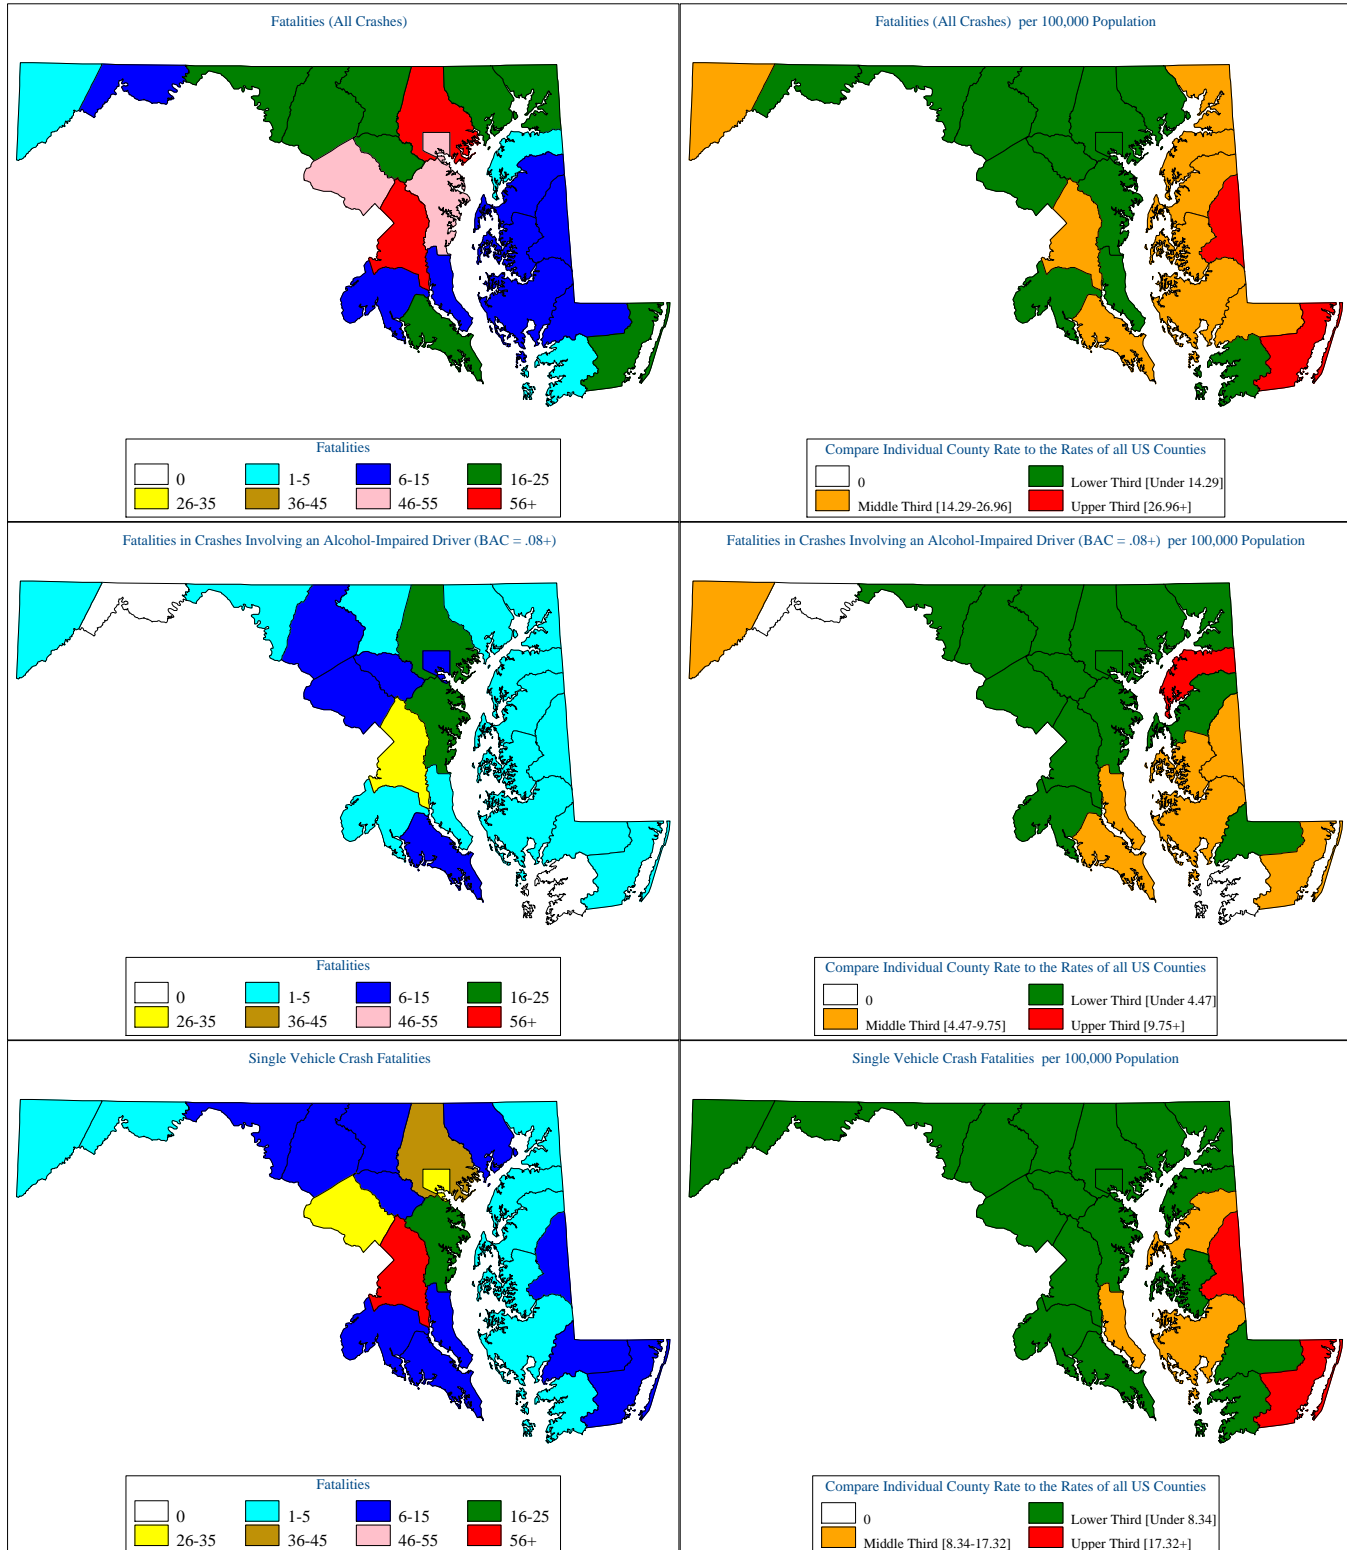 Fatalities (All Crashes)
Fatalities
0
1-5
6-15
16-25
26-35
36-45
46-55
56+
Fatalities (All Crashes) per 100,000 Population
Compare Individual County Rate to the Rates of all US Counties
0
Lower Third [Under 14.29]
Middle Third [14.29-26.96]
Upper Third [26.96+]
Fatalities in Crashes Involving an Alcohol-Impaired Driver (BAC = .08+)
Fatalities
0
1-5
6-15
16-25
26-35
36-45
46-55
56+
Fatalities in Crashes Involving an Alcohol-Impaired Driver (BAC = .08+) per 100,000 Population
Compare Individual County Rate to the Rates of all US Counties
0
Lower Third [Under 4.47]
Middle Third [4.47-9.75]
Upper Third [9.75+]
Single Vehicle Crash Fatalities
Fatalities
0
1-5
6-15
16-25
26-35
36-45
46-55
56+
Single Vehicle Crash Fatalities per 100,000 Population
Compare Individual County Rate to the Rates of all US Counties
0
Lower Third [Under 8.34]
Middle Third [8.34-17.32]
Upper Third [17.32+]